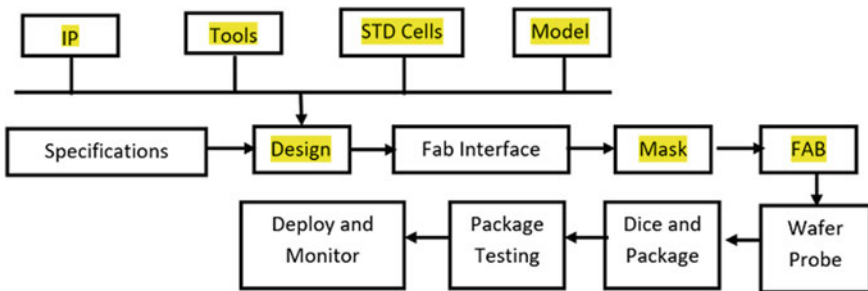 IP
Tools
STD Cells
Model
Specifications
Design
Fab Interface
Mask
FAB
Deploy and
Monitor
Package
Testing
Dice and
Package
Wafer
Probe